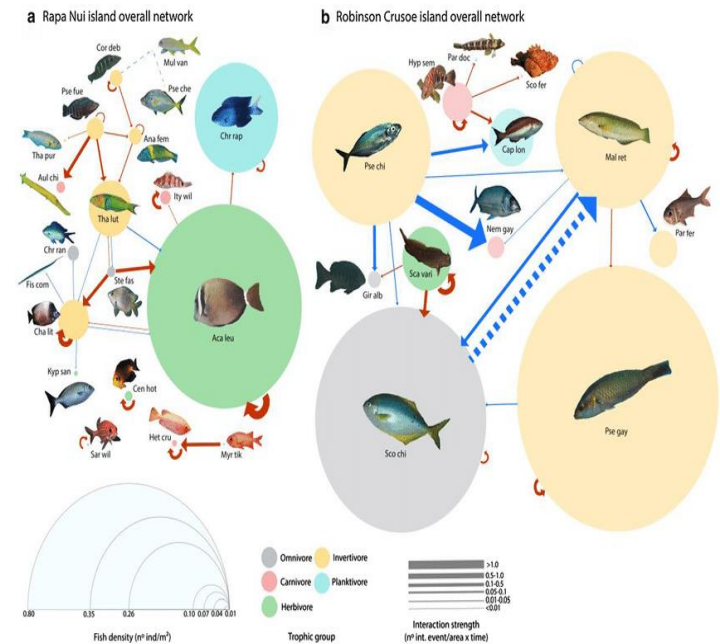 a Rapa Nui island overall network
Cor deb
Mul van
Pse fue
Pse che
Tha pur
Ana fem
Chr rap
Aul chi
Ity wil
Tha lut
Chr ran
Ste fas
Fis com
Cha lit
Aca leu
Kyp san
Cen hot
Het cru
Sar wil
Myr tik
b Robinson Crusoe island overall network
Par doc
Hyp sem
Sco fer
Pse chi
Cap lon
Mal ret
Nem gay
Par fer
Sca vari
Gir alb
Sco chi
Pse gay
0.80 0.35 0.26 0.10 0.07 0.04 0.01
Fish density (nº ind/m²)
Omnivore Invertivore
Carnivore Planktivore
Herbivore
Trophic group
>1.0
0.5-1.0
0.1-0.5
0.05-0.1
0.01-0.05
<0.01
Interaction strength
(nº int. event/area x time)